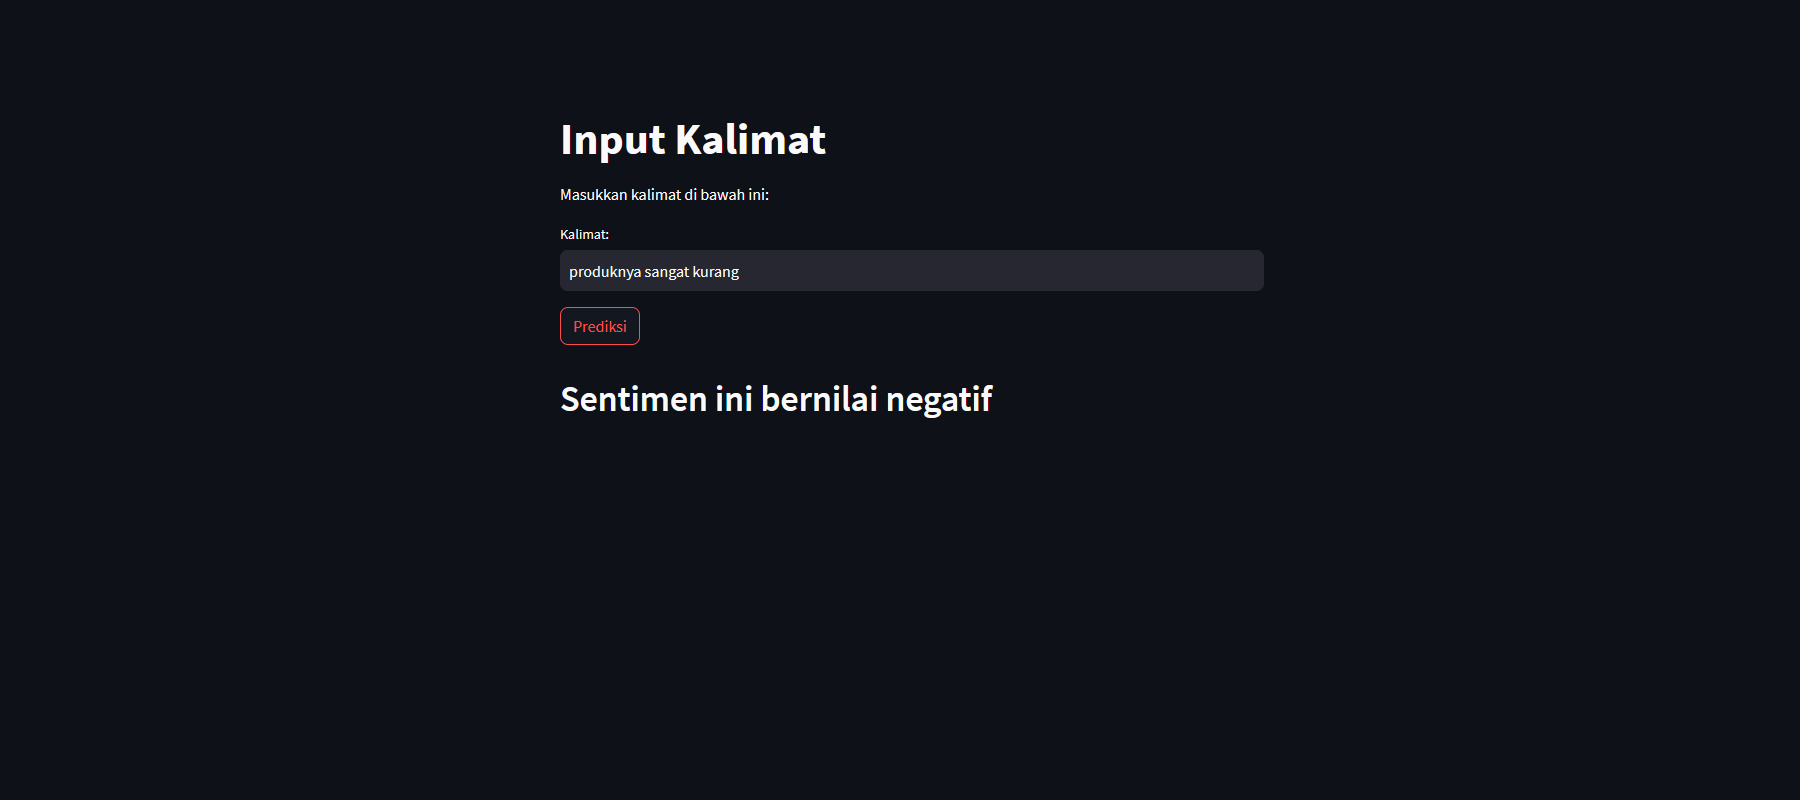 Input Kalimat
Masukkan kalimat di bawah ini:
Kalimat:
produknya sangat kurang
Prediksi
Sentimen ini bernilai negatif